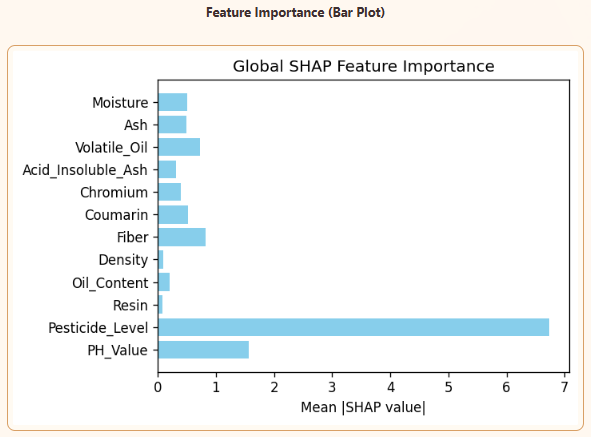 Feature Importance (Bar Plot)
Global SHAP Feature Importance
Moisture
Ash
Volatile_Oil
Acid_Insoluble_Ash
Chromium
Coumarin
Fiber
Density
Oil_Content
Resin
Pesticide_Level
PH_Value
0 1 2 3 4 5 6 7
Mean |SHAP value|